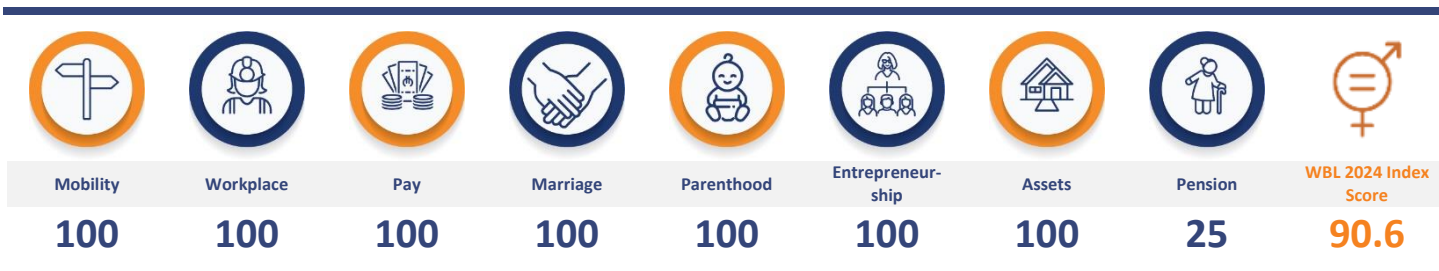 Mobility
Workplace
Pay
Marriage
Parenthood
Entrepreneur-
ship
Assets
Pension
WBL 2024 Index
Score
100
100
100
100
100
100
100
25
90.6